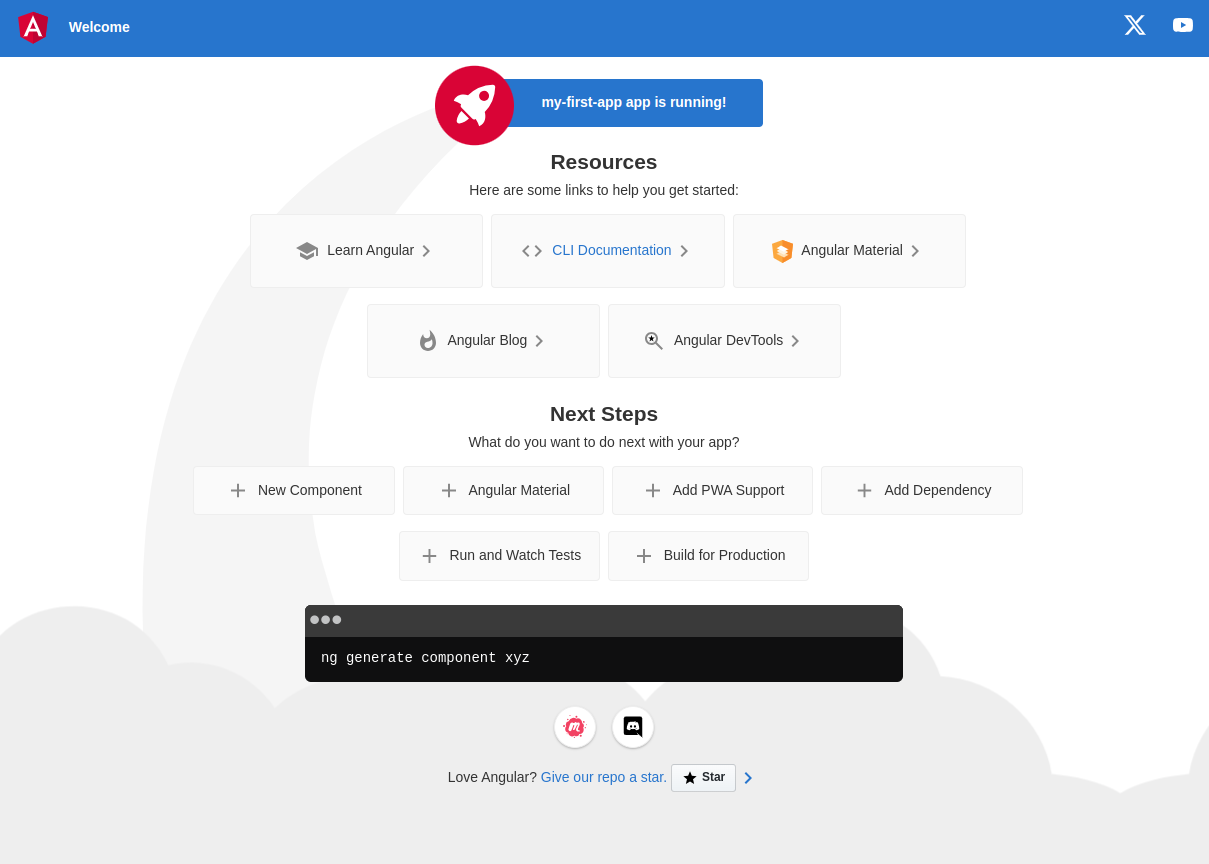 Welcome
my-first-app app is running!
Resources
Here are some links to help you get started:
Learn Angular
CLI Documentation
Angular Material
Angular Blog
Angular DevTools
Next Steps
What do you want to do next with your app?
New Component
Angular Material
Add PWA Support
Add Dependency
Run and Watch Tests
Build for Production
ng generate component xyz
Love Angular? Give our repo a star. Star